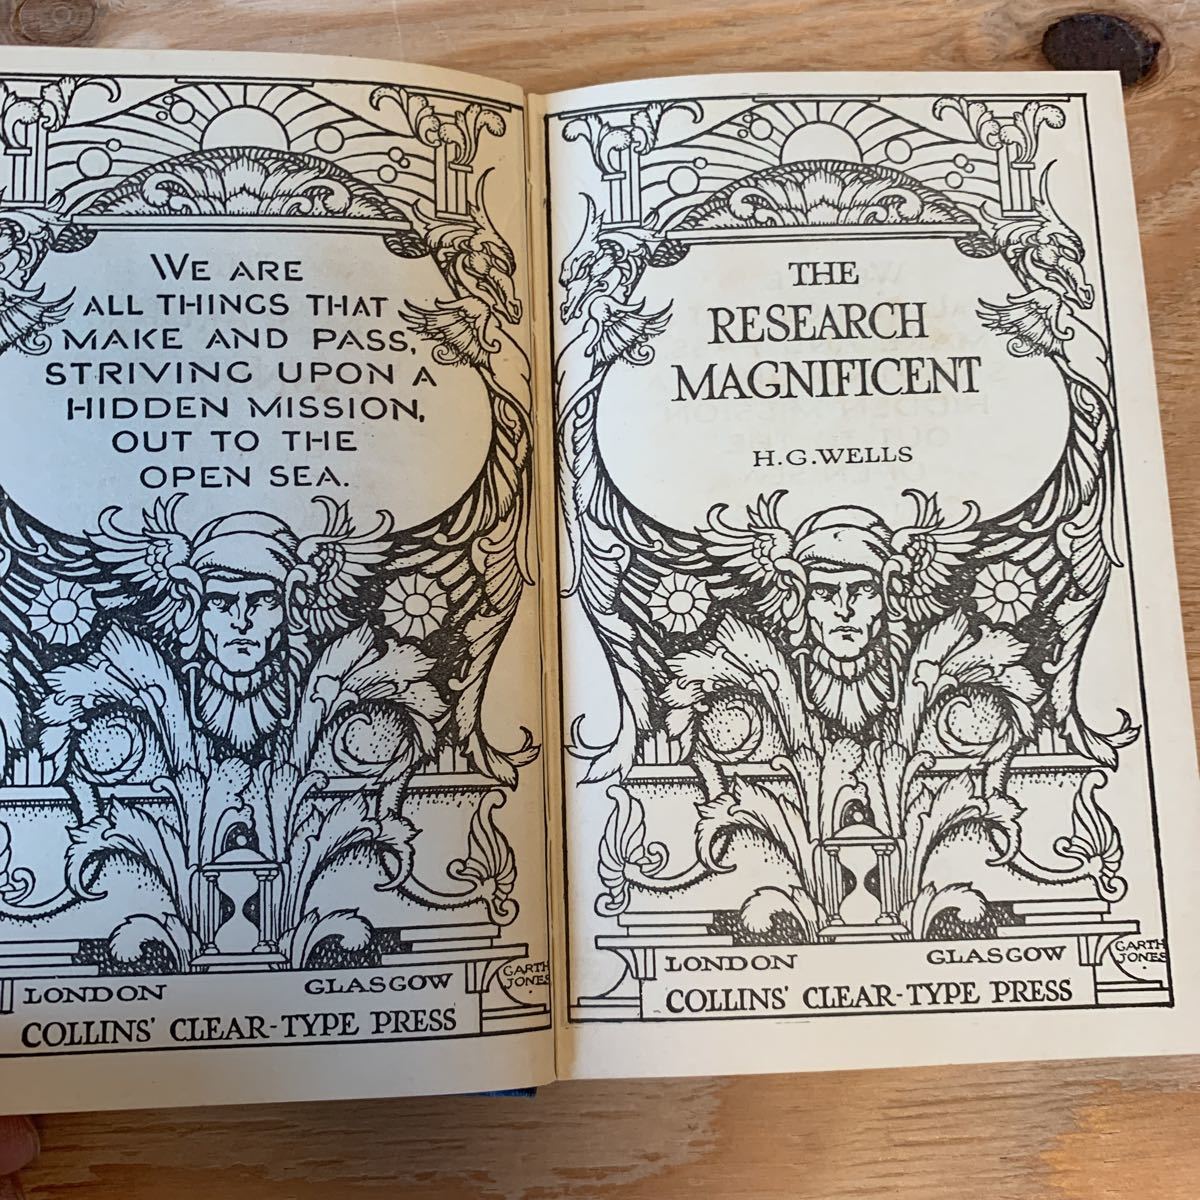 WE ARE
ALL THINGS THAT
MAKE AND PASS,
STRIVING UPON A
HIDDEN MISSION,
OUT TO THE
OPEN SEA.
LONDON GLASGOW
COLLINS' CLEAR-TYPE PRESS
GARTH
JONES
THE
RESEARCH
MAGNIFICENT
H.G.WELLS
LONDON GLASGOW
COLLINS' CLEAR-TYPE PRESS
GARTH
JONES